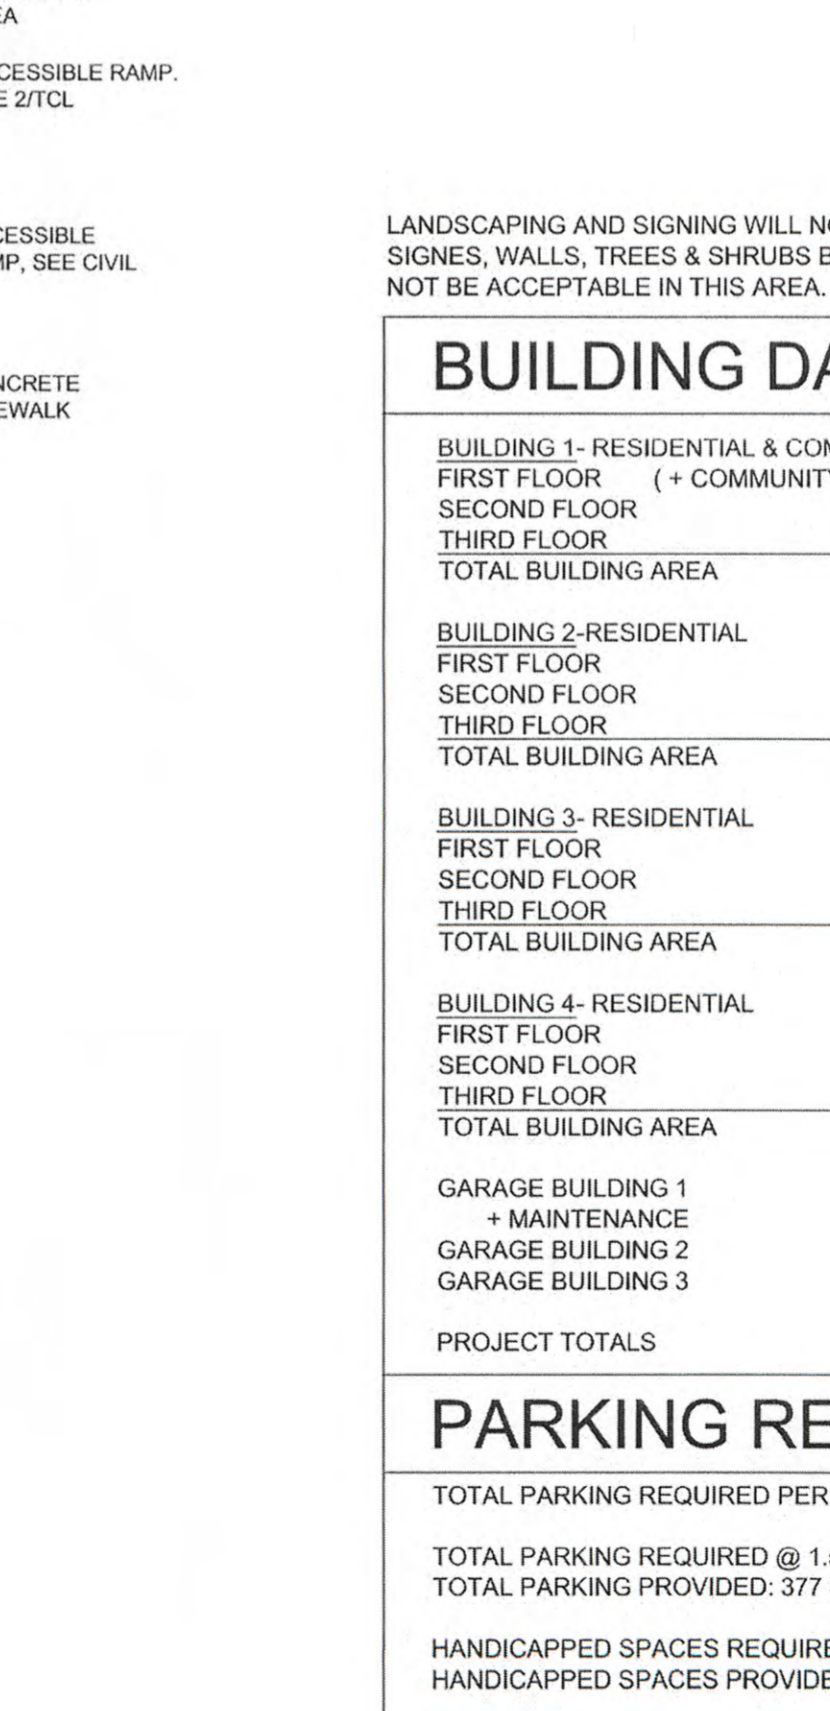 EA
CESSIBLE RAMP.
E 2/TCL
CESSIBLE
MP, SEE CIVIL
NCRETE
EWALK
LANDSCAPING AND SIGNING WILL NO
SIGNES, WALLS, TREES & SHRUBS B
NOT BE ACCEPTABLE IN THIS AREA.
BUILDING DA
BUILDING 1- RESIDENTIAL & COM
FIRST FLOOR ( + COMMUNITY
SECOND FLOOR
THIRD FLOOR
TOTAL BUILDING AREA
BUILDING 2-RESIDENTIAL
FIRST FLOOR
SECOND FLOOR
THIRD FLOOR
TOTAL BUILDING AREA
BUILDING 3- RESIDENTIAL
FIRST FLOOR
SECOND FLOOR
THIRD FLOOR
TOTAL BUILDING AREA
BUILDING 4- RESIDENTIAL
FIRST FLOOR
SECOND FLOOR
THIRD FLOOR
TOTAL BUILDING AREA
GARAGE BUILDING 1
+ MAINTENANCE
GARAGE BUILDING 2
GARAGE BUILDING 3
PROJECT TOTALS
PARKING RE
TOTAL PARKING REQUIRED PER
TOTAL PARKING REQUIRED @ 1.
TOTAL PARKING PROVIDED: 377
HANDICAPPED SPACES REQUIRE
HANDICAPPED SPACES PROVIDE